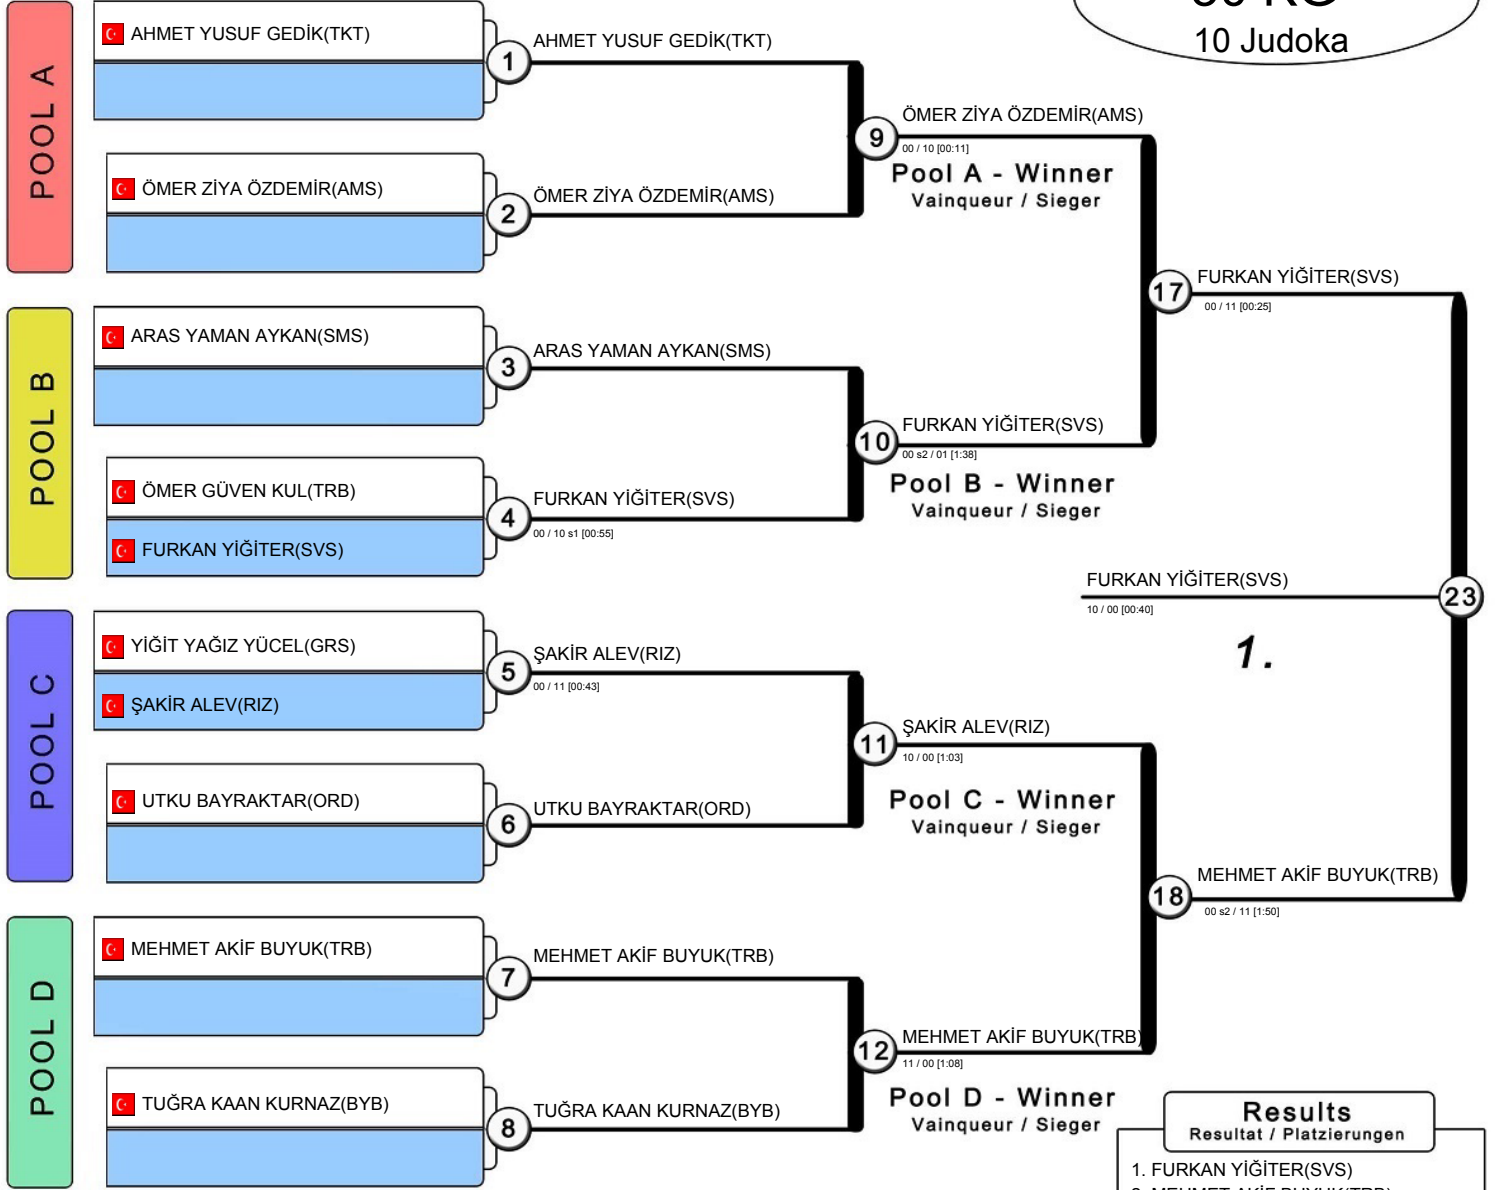 10 Judoka
POOL A
AHMET YUSUF GEDİK(TKT)
1
AHMET YUSUF GEDİK(TKT)
ÖMER ZİYA ÖZDEMİR(AMS)
2
ÖMER ZİYA ÖZDEMİR(AMS)
9
ÖMER ZİYA ÖZDEMİR(AMS)
00 / 10 [00:11]
Pool A - Winner
Vainqueur / Sieger
POOL B
ARAS YAMAN AYKAN(SMS)
3
ARAS YAMAN AYKAN(SMS)
ÖMER GÜVEN KUL(TRB)
FURKAN YİĞİTER(SVS)
4
FURKAN YİĞİTER(SVS)
00 / 10 s1 [00:55]
10
FURKAN YİĞİTER(SVS)
00 s2 / 01 [1:38]
Pool B - Winner
Vainqueur / Sieger
17
FURKAN YİĞİTER(SVS)
00 / 11 [00:25]
POOL C
YİĞİT YAĞIZ YÜCEL(GRS)
ŞAKİR ALEV(RIZ)
5
ŞAKİR ALEV(RIZ)
00 / 11 [00:43]
UTKU BAYRAKTAR(ORD)
6
UTKU BAYRAKTAR(ORD)
11
ŞAKİR ALEV(RIZ)
10 / 00 [1:03]
Pool C - Winner
Vainqueur / Sieger
POOL D
MEHMET AKİF BUYUK(TRB)
7
MEHMET AKİF BUYUK(TRB)
TUĞRA KAAN KURNAZ(BYB)
8
TUĞRA KAAN KURNAZ(BYB)
12
MEHMET AKİF BUYUK(TRB)
11 / 00 [1:08]
Pool D - Winner
Vainqueur / Sieger
18
MEHMET AKİF BUYUK(TRB)
00 s2 / 11 [1:50]
FURKAN YİĞİTER(SVS)
23
10 / 00 [00:40]
1.
Results
Resultat / Platzierungen
1. FURKAN YİĞİTER(SVS)
2. MEHMET AKİF BUYUK(TRB)